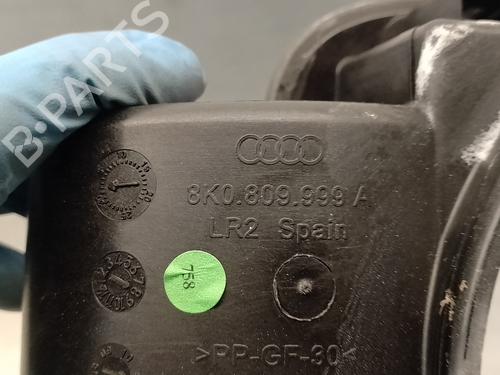 B-PARTS
8K0.809.999 A
LR2 Spain
758
>PP-GF-30<